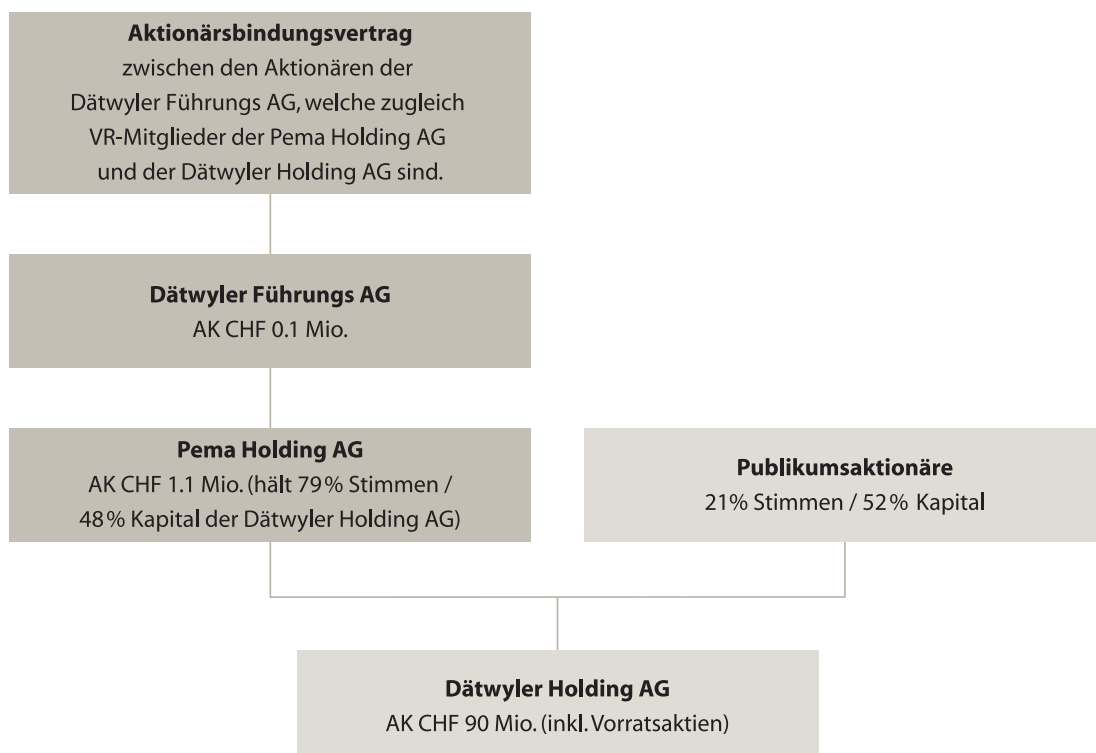 Aktionärsbindungsvertrag
zwischen den Aktionären der
Dätwyler Führungs AG, welche zugleich
VR-Mitglieder der Pema Holding AG
und der Dätwyler Holding AG sind.
Dätwyler Führungs AG
AK CHF 0.1 Mio.
Pema Holding AG
AK CHF 1.1 Mio. (hält 79% Stimmen /
48% Kapital der Dätwyler Holding AG)
Publikumsaktionäre
21% Stimmen / 52% Kapital
Dätwyler Holding AG
AK CHF 90 Mio. (inkl. Vorratsaktien)